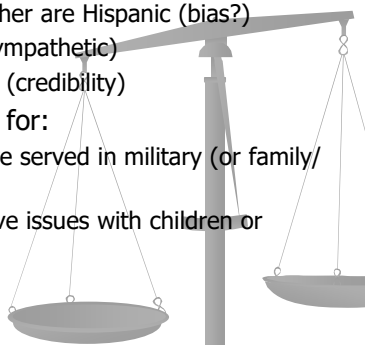 her are Hispanic (bias?)
ympathetic)
(credibility)
for:
e served in military (or family/
ve issues with children or